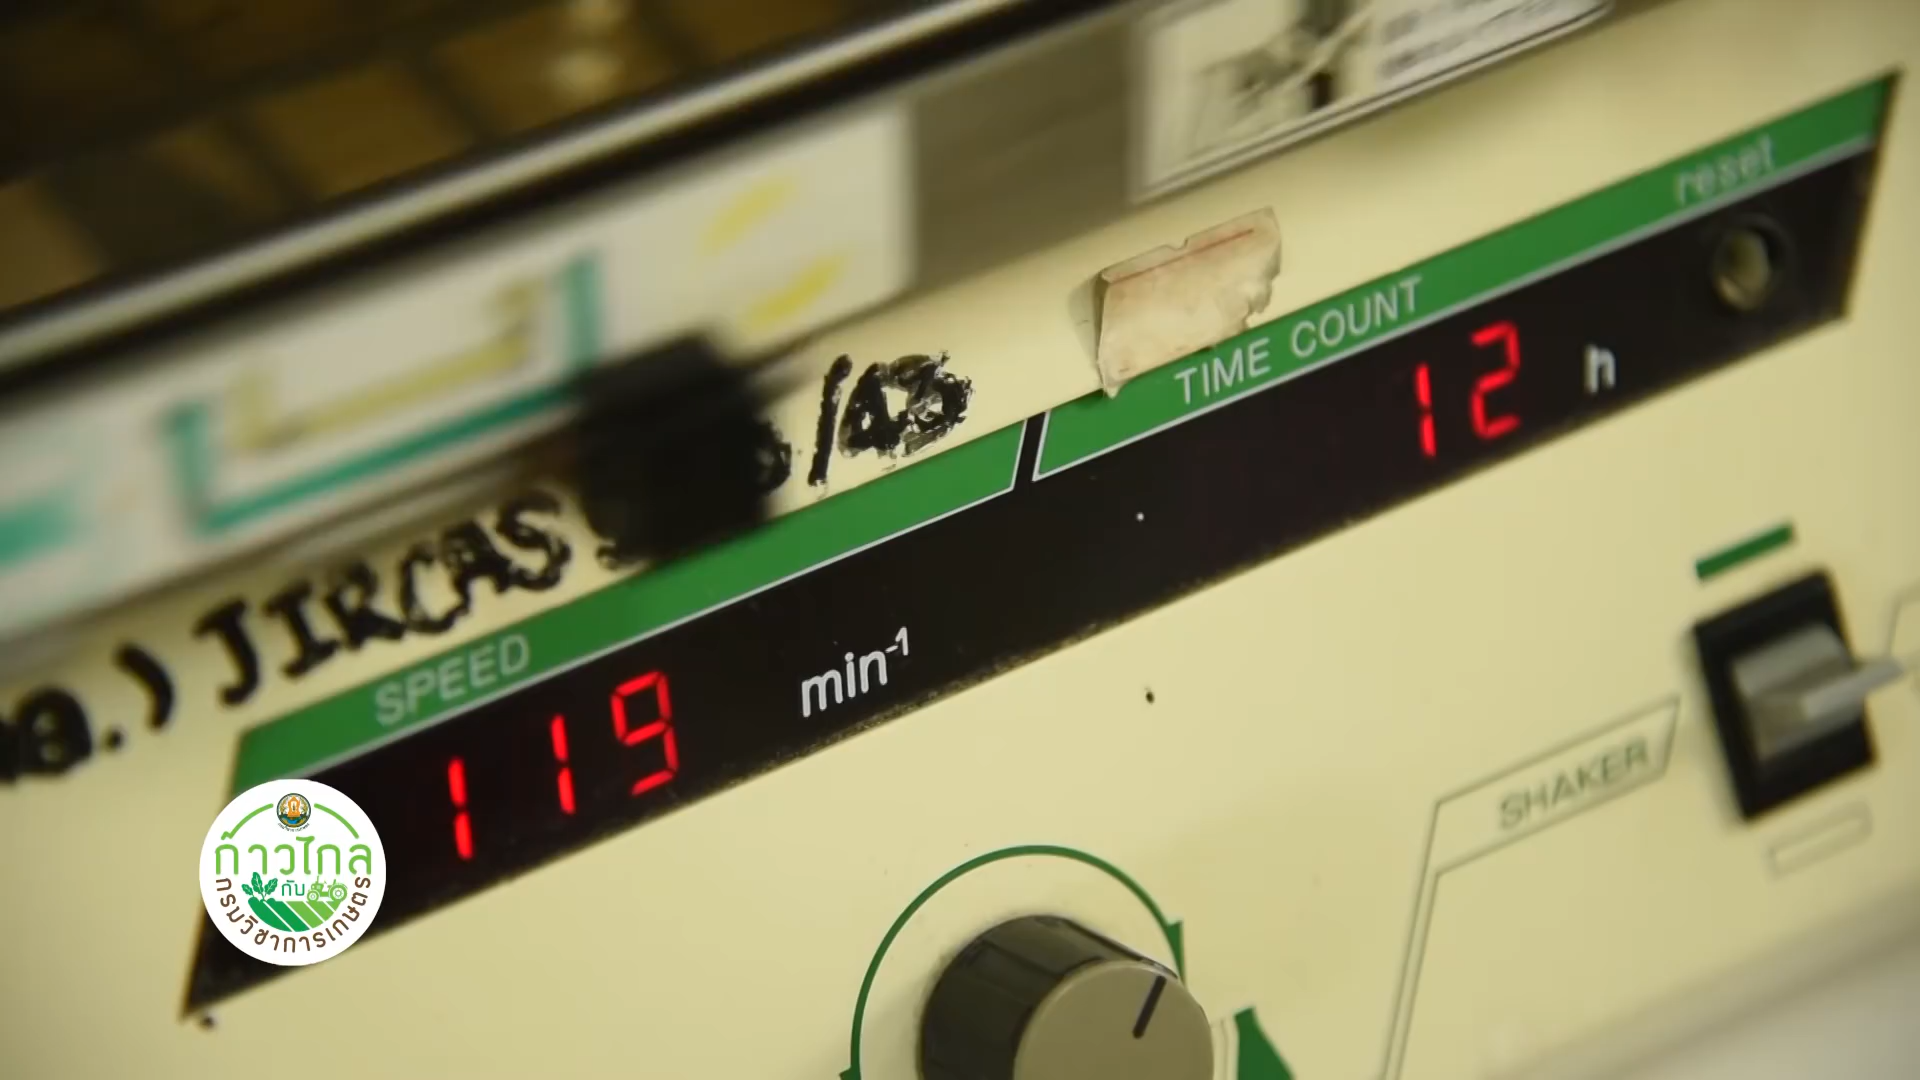 /43
reset
TIME COUNT
12 h
JIRCAS
SPEED
119 min⁻¹
SHAKER
ก้าวไกล
กับ
กรมวิชาการเกษตร